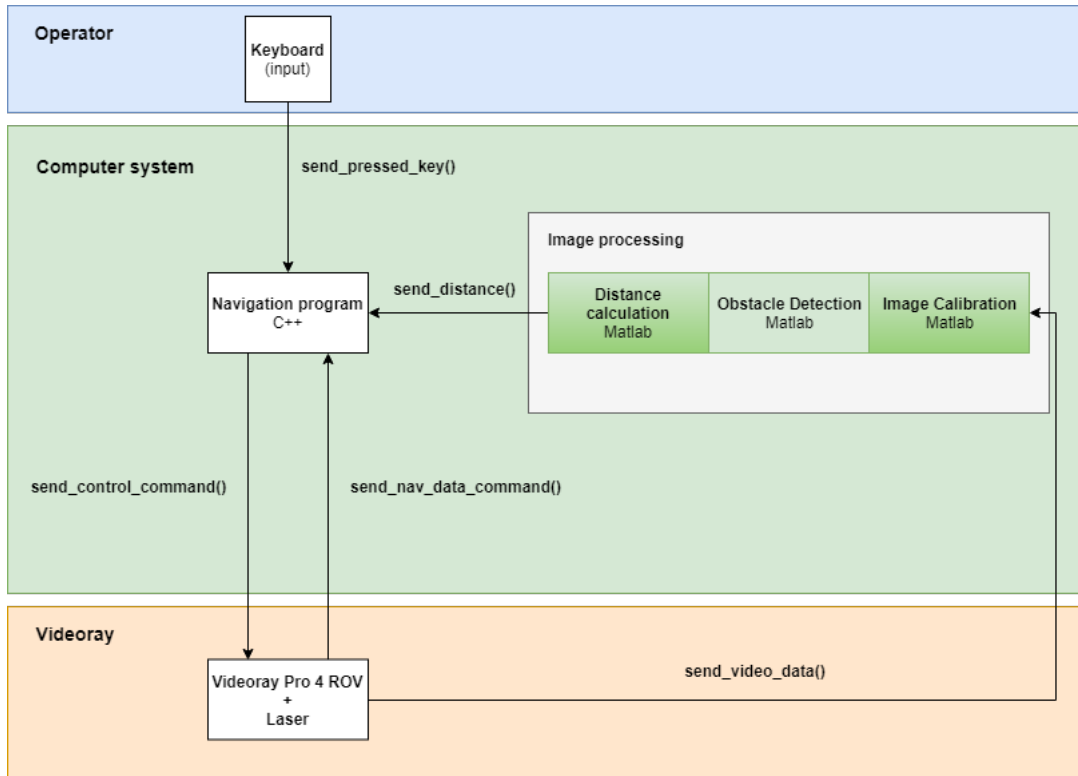 Operator
Keyboard
(input)
Computer system
send_pressed_key()
Image processing
send_distance()
Navigation program
C++
Distance
calculation
Matlab
Obstacle Detection
Matlab
Image Calibration
Matlab
send_control_command()
send_nav_data_command()
Videoray
Videoray Pro 4 ROV
+
Laser
send_video_data()